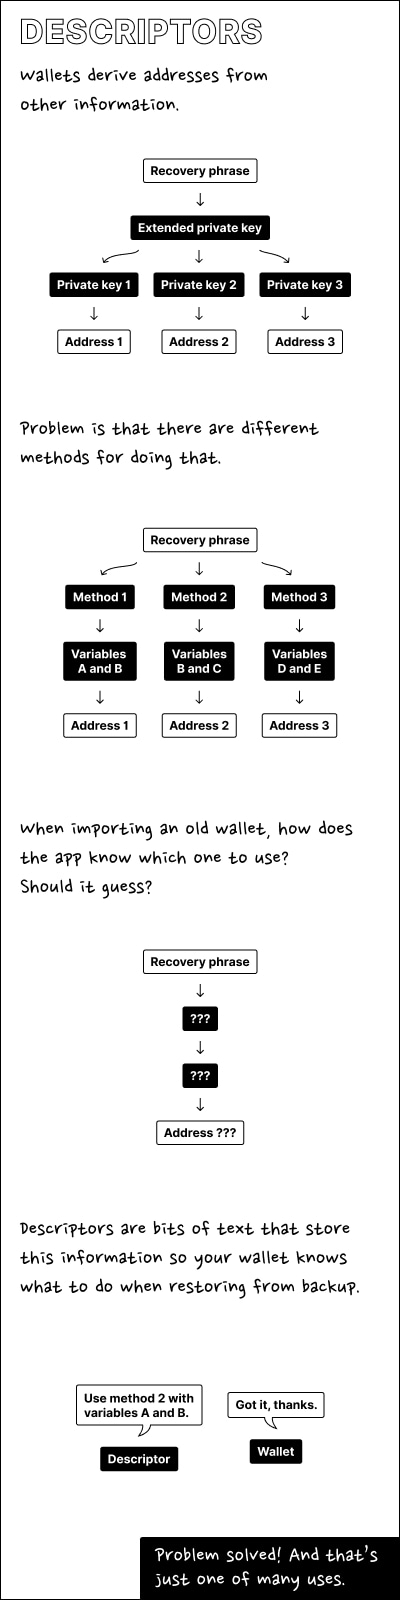 DESCRIPTORS
Wallets derive addresses from
other information.
Recovery phrase
Extended private key
Private key 1
Private key 2
Private key 3
Address 1
Address 2
Address 3
Problem is that there are different
methods for doing that.
Recovery phrase
Method 1
Method 2
Method 3
Variables
A and B
Variables
B and C
Variables
D and E
Address 1
Address 2
Address 3
When importing an old wallet, how does
the app know which one to use?
Should it guess?
Recovery phrase
???
???
Address ???
Descriptors are bits of text that store
this information so your wallet knows
what to do when restoring from backup.
Use method 2 with
variables A and B.
Got it, thanks.
Descriptor
Wallet
Problem solved! And that's
just one of many uses.